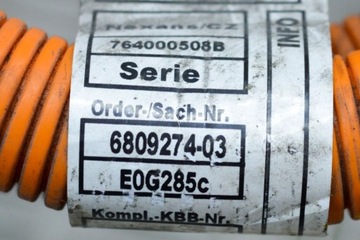 Nexans/CZ
764000508B
Serie
Order-/Sach-Nr.
6809274-03
E0G285c
Kompl.-KBB-Nr.
INFO